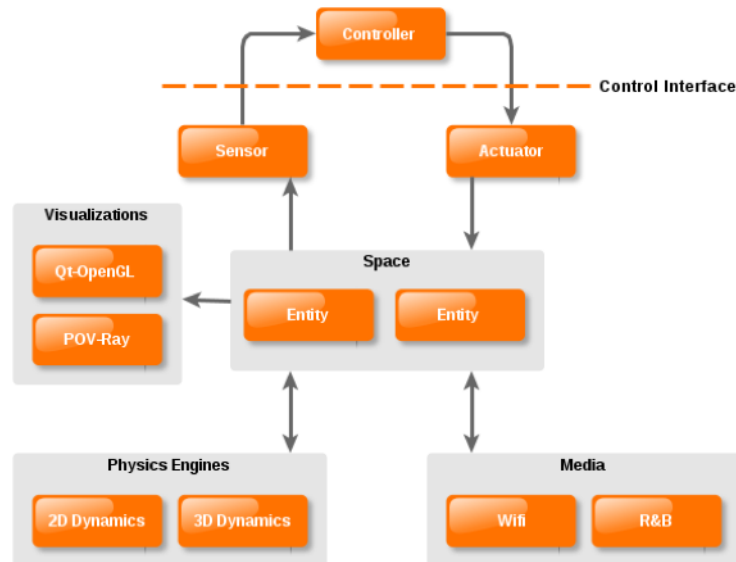 Controller
Control Interface
Sensor
Actuator
Visualizations
Qt-OpenGL
POV-Ray
Space
Entity
Entity
Physics Engines
2D Dynamics
3D Dynamics
Media
Wifi
R&B